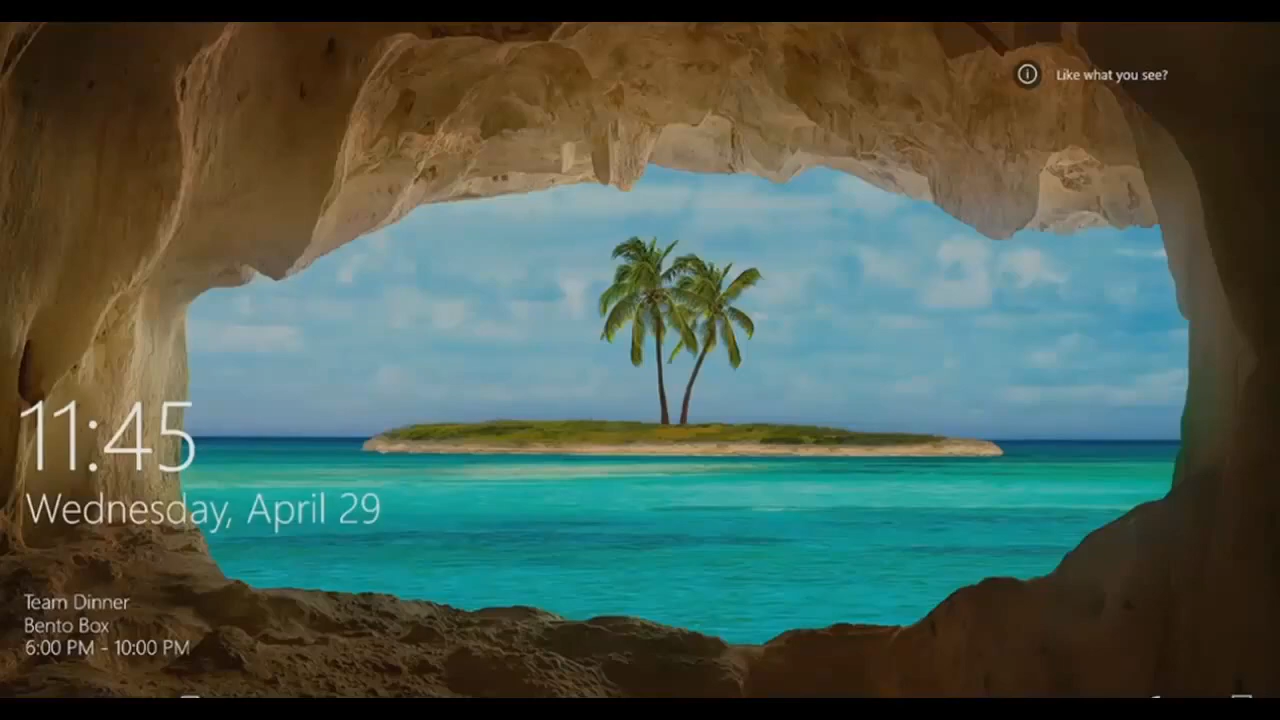 Like what you see?
11:45
Wednesday, April 29
Team Dinner
Bento Box
6:00 PM - 10:00 PM